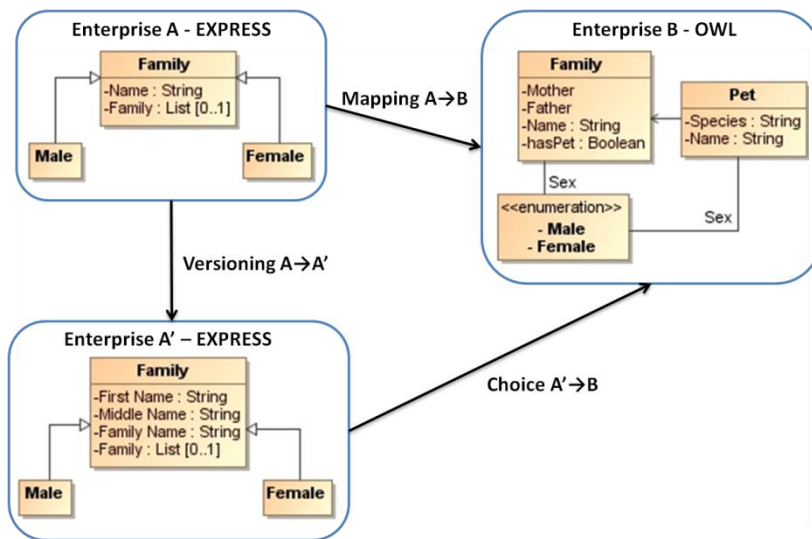 Enterprise A - EXPRESS
Family
-Name : String
-Family : List [0..1]
Male
Female
Mapping A→B
Enterprise B - OWL
Family
-Mother
-Father
-Name : String
-hasPet : Boolean
Pet
-Species : String
-Name : String
Sex
<<enumeration>>
- Male
- Female
Sex
Versioning A→A’
Enterprise A’ – EXPRESS
Family
-First Name : String
-Middle Name : String
-Family Name : String
-Family : List [0..1]
Male
Female
Choice A’→B